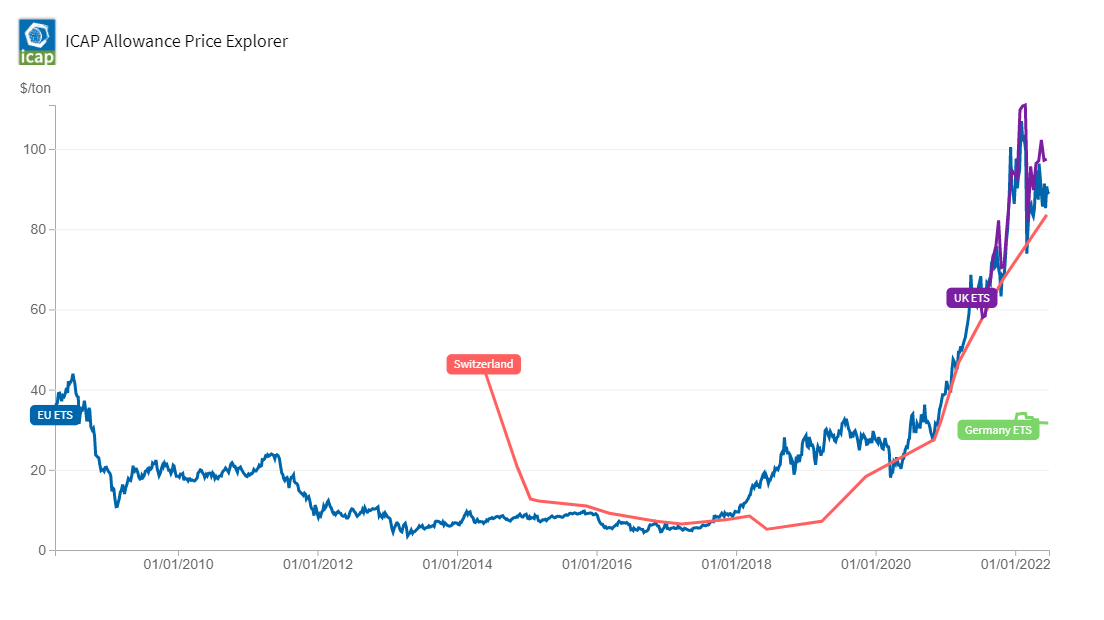 icap
ICAP Allowance Price Explorer
$/ton
100
80
60
40
20
0
UK ETS
Switzerland
EU ETS
Germany ETS
01/01/2010
01/01/2012
01/01/2014
01/01/2016
01/01/2018
01/01/2020
01/01/2022